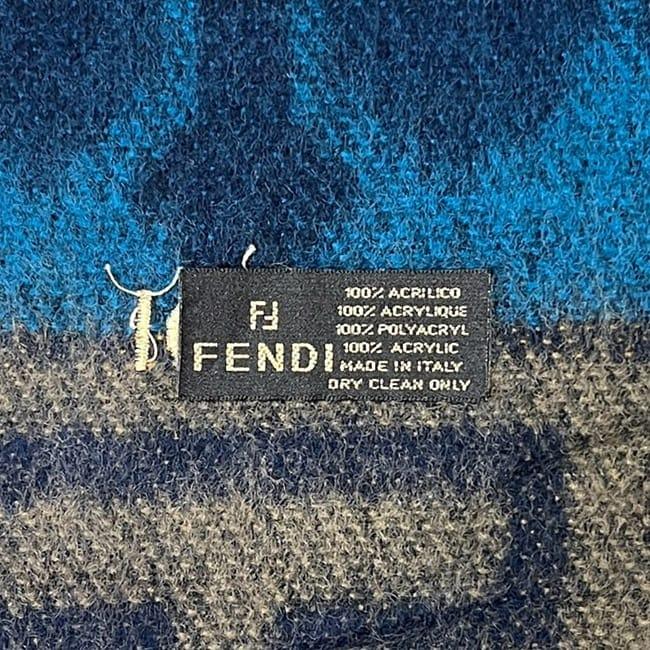 FF
FENDI
100% ACRILICO
100% ACRYLIQUE
100% POLYACRYL
100% ACRYLIC
MADE IN ITALY
DRY CLEAN ONLY